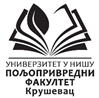 УНИВЕРЗИТЕТ У НИШУ
ПОЉОПРИВРЕДНИ
ФАКУЛТЕТ
Крушевац